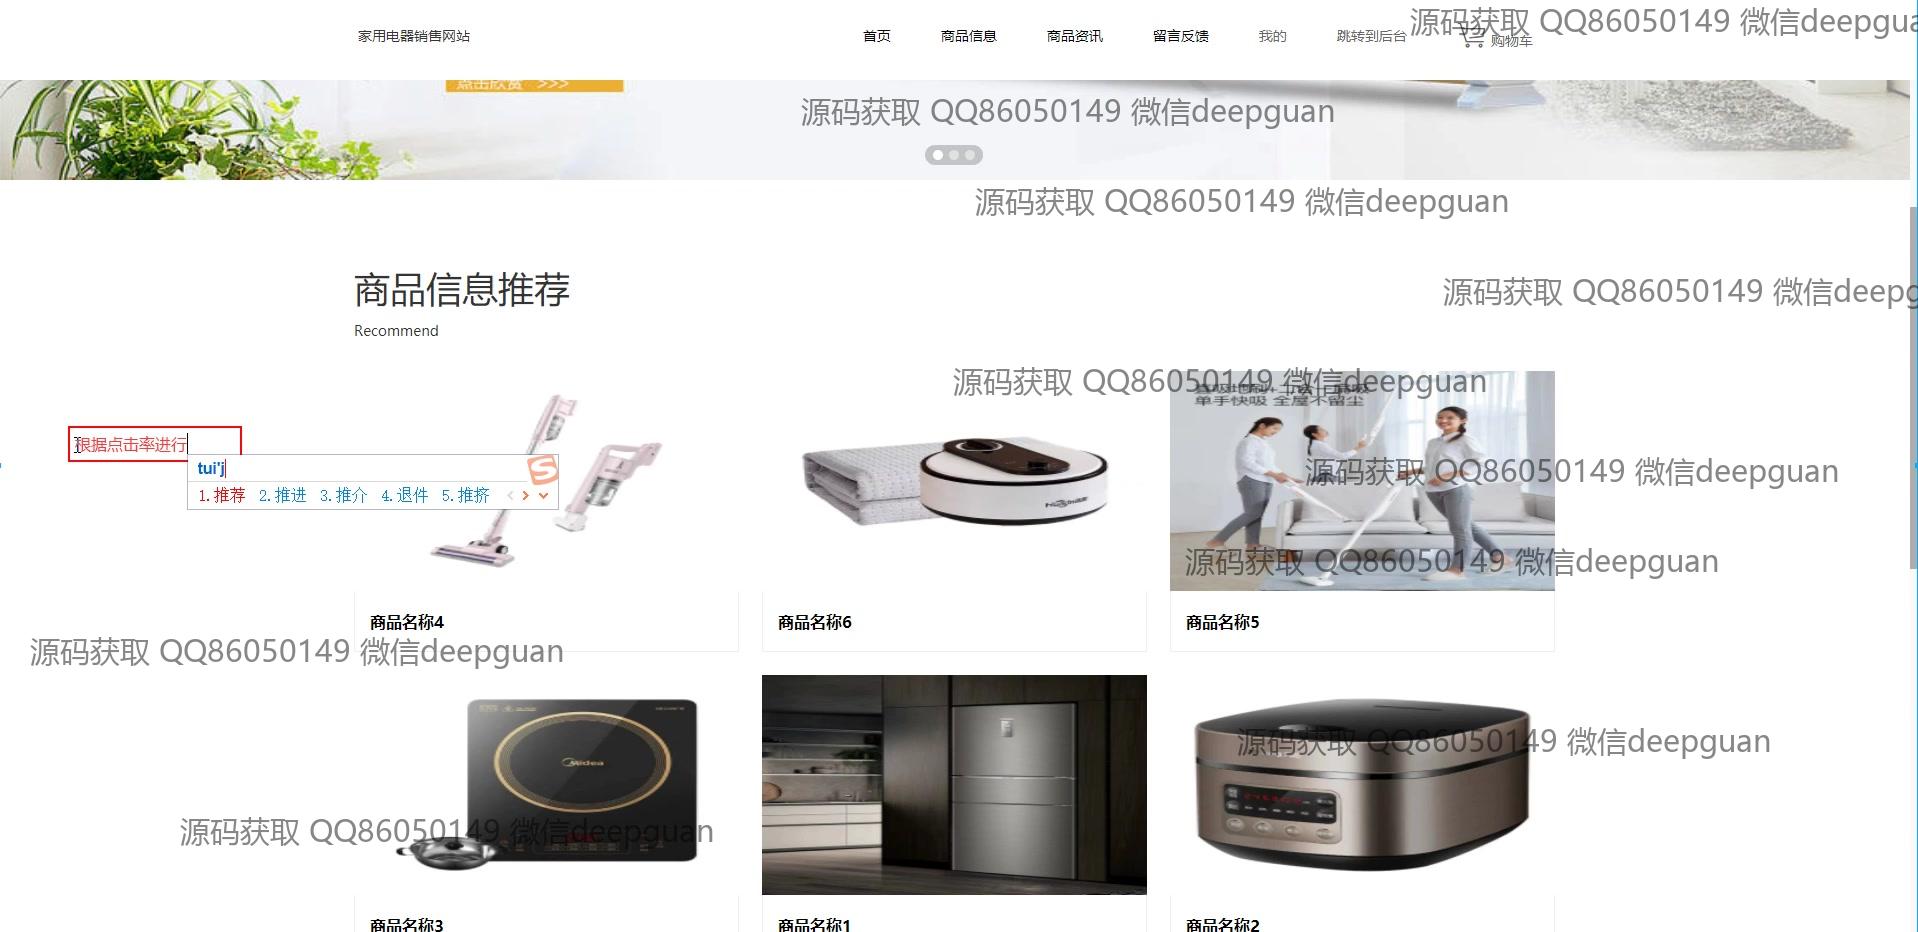 家用电器销售网站
首页
商品信息
商品资讯
留言反馈
我的
跳转到后台
购物车
源码获取 QQ86050149 微信deepgua
点击欣赏 >>>
源码获取 QQ86050149 微信deepguan
源码获取 QQ86050149 微信deepguan
商品信息推荐
源码获取 QQ86050149 微信deepg
Recommend
源码获取 QQ86050149 微信deepguan
单手快吸 全屋不留尘
根据点击率进行
tui'j
1.推荐 2.推进 3.推介 4.退件 5.推挤
源码获取 QQ86050149 微信deepguan
源码获取 QQ86050149 微信deepguan
商品名称4
商品名称6
商品名称5
源码获取 QQ86050149 微信deepguan
Midea
源码获取 QQ86050149 微信deepguan
源码获取 QQ86050149 微信deepguan
商品名称3
商品名称1
商品名称2